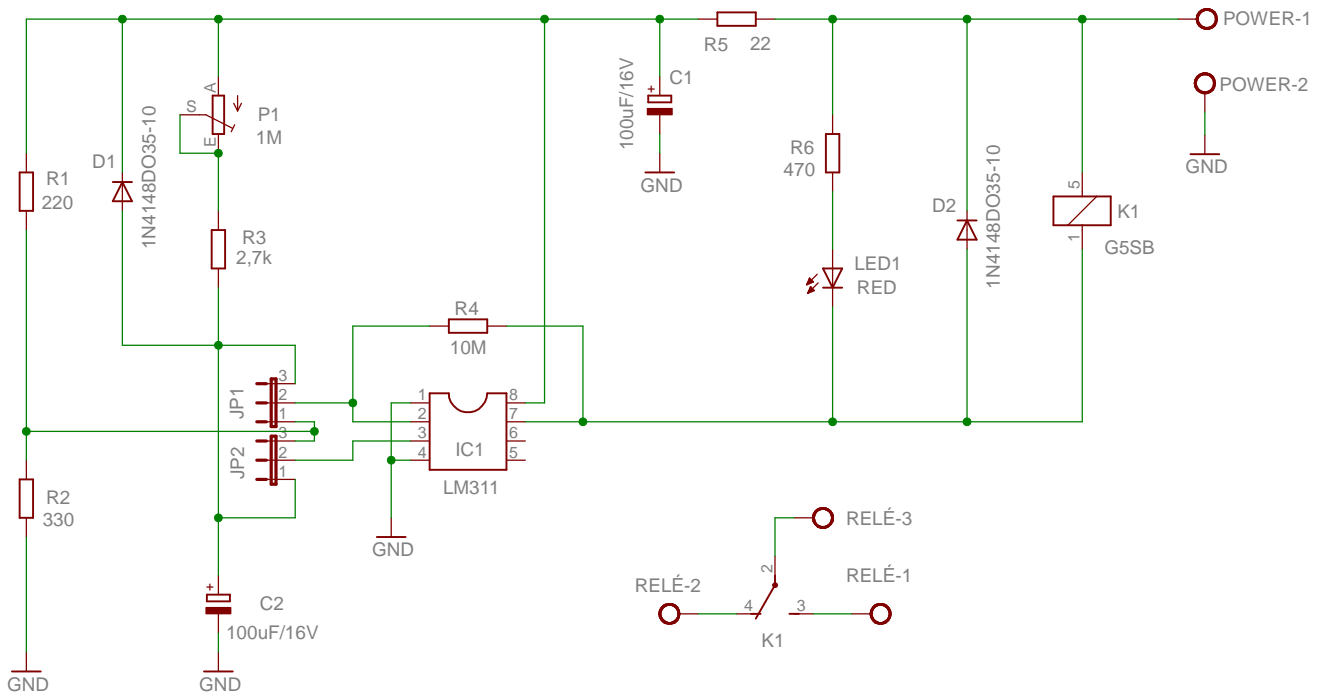 POWER-1
R5 22
C1
100uF/16V
GND
POWER-2
GND
A
S
E
P1
1M
D1
1N4148DO35-10
R1
220
R3
2,7k
R6
470
LED1
RED
D2
1N4148DO35-10
5
1
K1
G5SB
R4
10M
JP1
3
2
1
JP2
3
2
1
1
2
3
4
8
7
6
5
IC1
LM311
GND
R2
330
C2
100uF/16V
GND
GND
RELÉ-3
RELÉ-2
RELÉ-1
2
4
3
K1
+
+